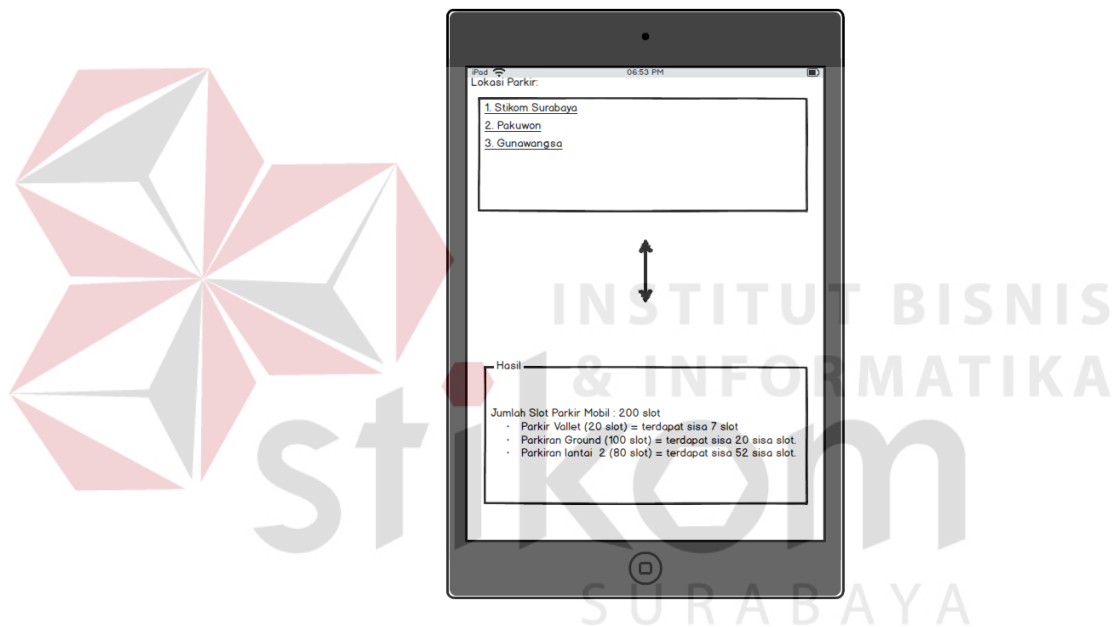 iPad
06:53 PM
Lokasi Parkir:
1. Stikom Surabaya
2. Pakuwon
3. Gunawangsa
Hasil
Jumlah Slot Parkir Mobil : 200 slot
· Parkir Vallet (20 slot) = terdapat sisa 7 slot
· Parkiran Ground (100 slot) = terdapat sisa 20 sisa slot.
· Parkiran lantai 2 (80 slot) = terdapat sisa 52 sisa slot.
INSTITUT BISNIS
& INFORMATIKA
stikom
SURABAYA